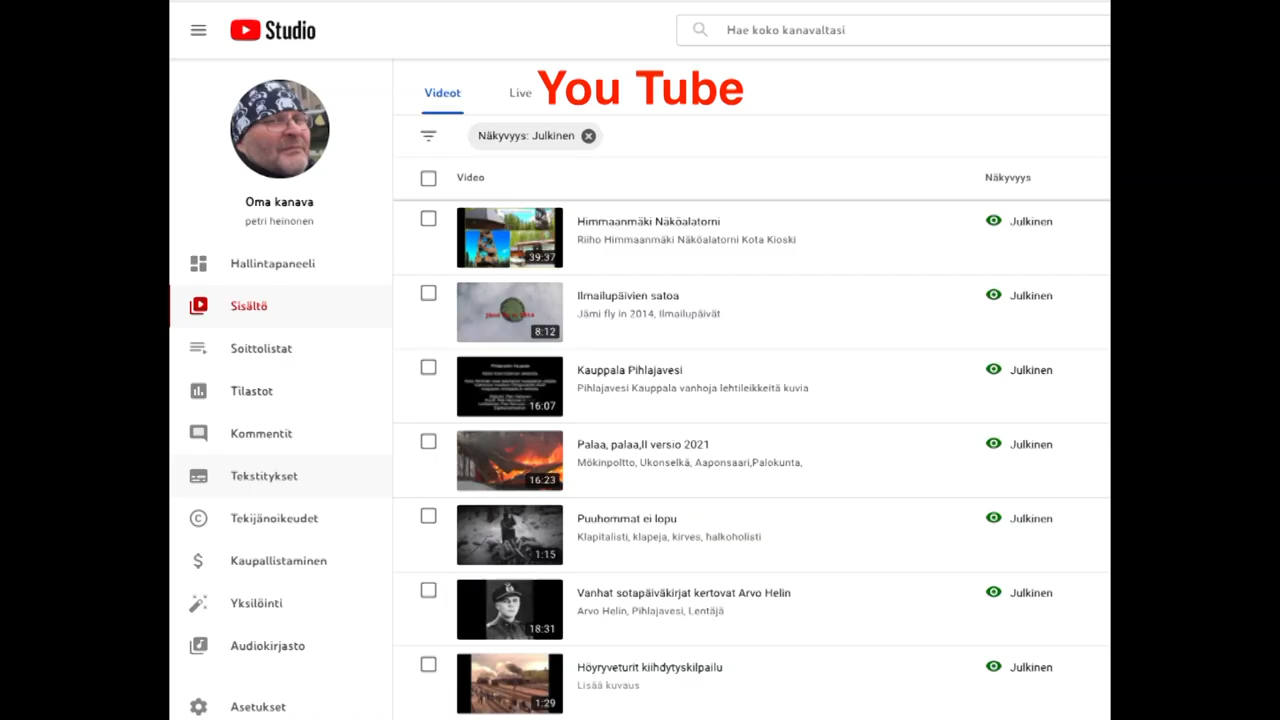 Studio
Hae koko kanavaltasi
Videot
Live
You Tube
Näkyvyys: Julkinen
Video
Näkyvyys
Oma kanava
petri heinonen
Hallintapaneeli
Sisältö
Soittolistat
Tilastot
Kommentit
Tekstitykset
Tekijänoikeudet
Kaupallistaminen
Yksilöinti
Audiokirjasto
Asetukset
39:37
Himmaanmäki Näköalatorni
Riiho Himmaanmäki Näköalatorni Kota Kioski
Julkinen
8:12
Ilmailupäivien satoa
Jämi fly in 2014, Ilmailupäivät
Julkinen
16:07
Kauppala Pihlajavesi
Pihlajavesi Kauppala vanhoja lehtileikkeitä kuvia
Julkinen
16:23
Palaa, palaa,II versio 2021
Mökinpoltto, Ukonselkä, Aaponsaari,Palokunta,
Julkinen
1:15
Puuhommat ei lopu
Klapitalisti, klapeja, kirves, halkoholisti
Julkinen
18:31
Vanhat sotapäiväkirjat kertovat Arvo Helin
Arvo Helin, Pihlajavesi, Lentäjä
Julkinen
1:29
Höyryveturit kiihdytyskilpailu
Lisää kuvaus
Julkinen